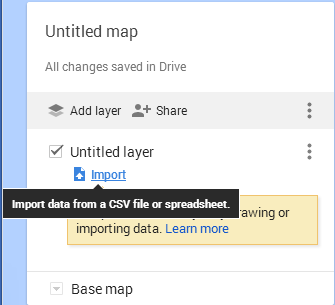 Untitled map
All changes saved in Drive
Add layer Share
Untitled layer
Import
Import data from a CSV file or spreadsheet.
drawing or
importing data. Learn more
Base map